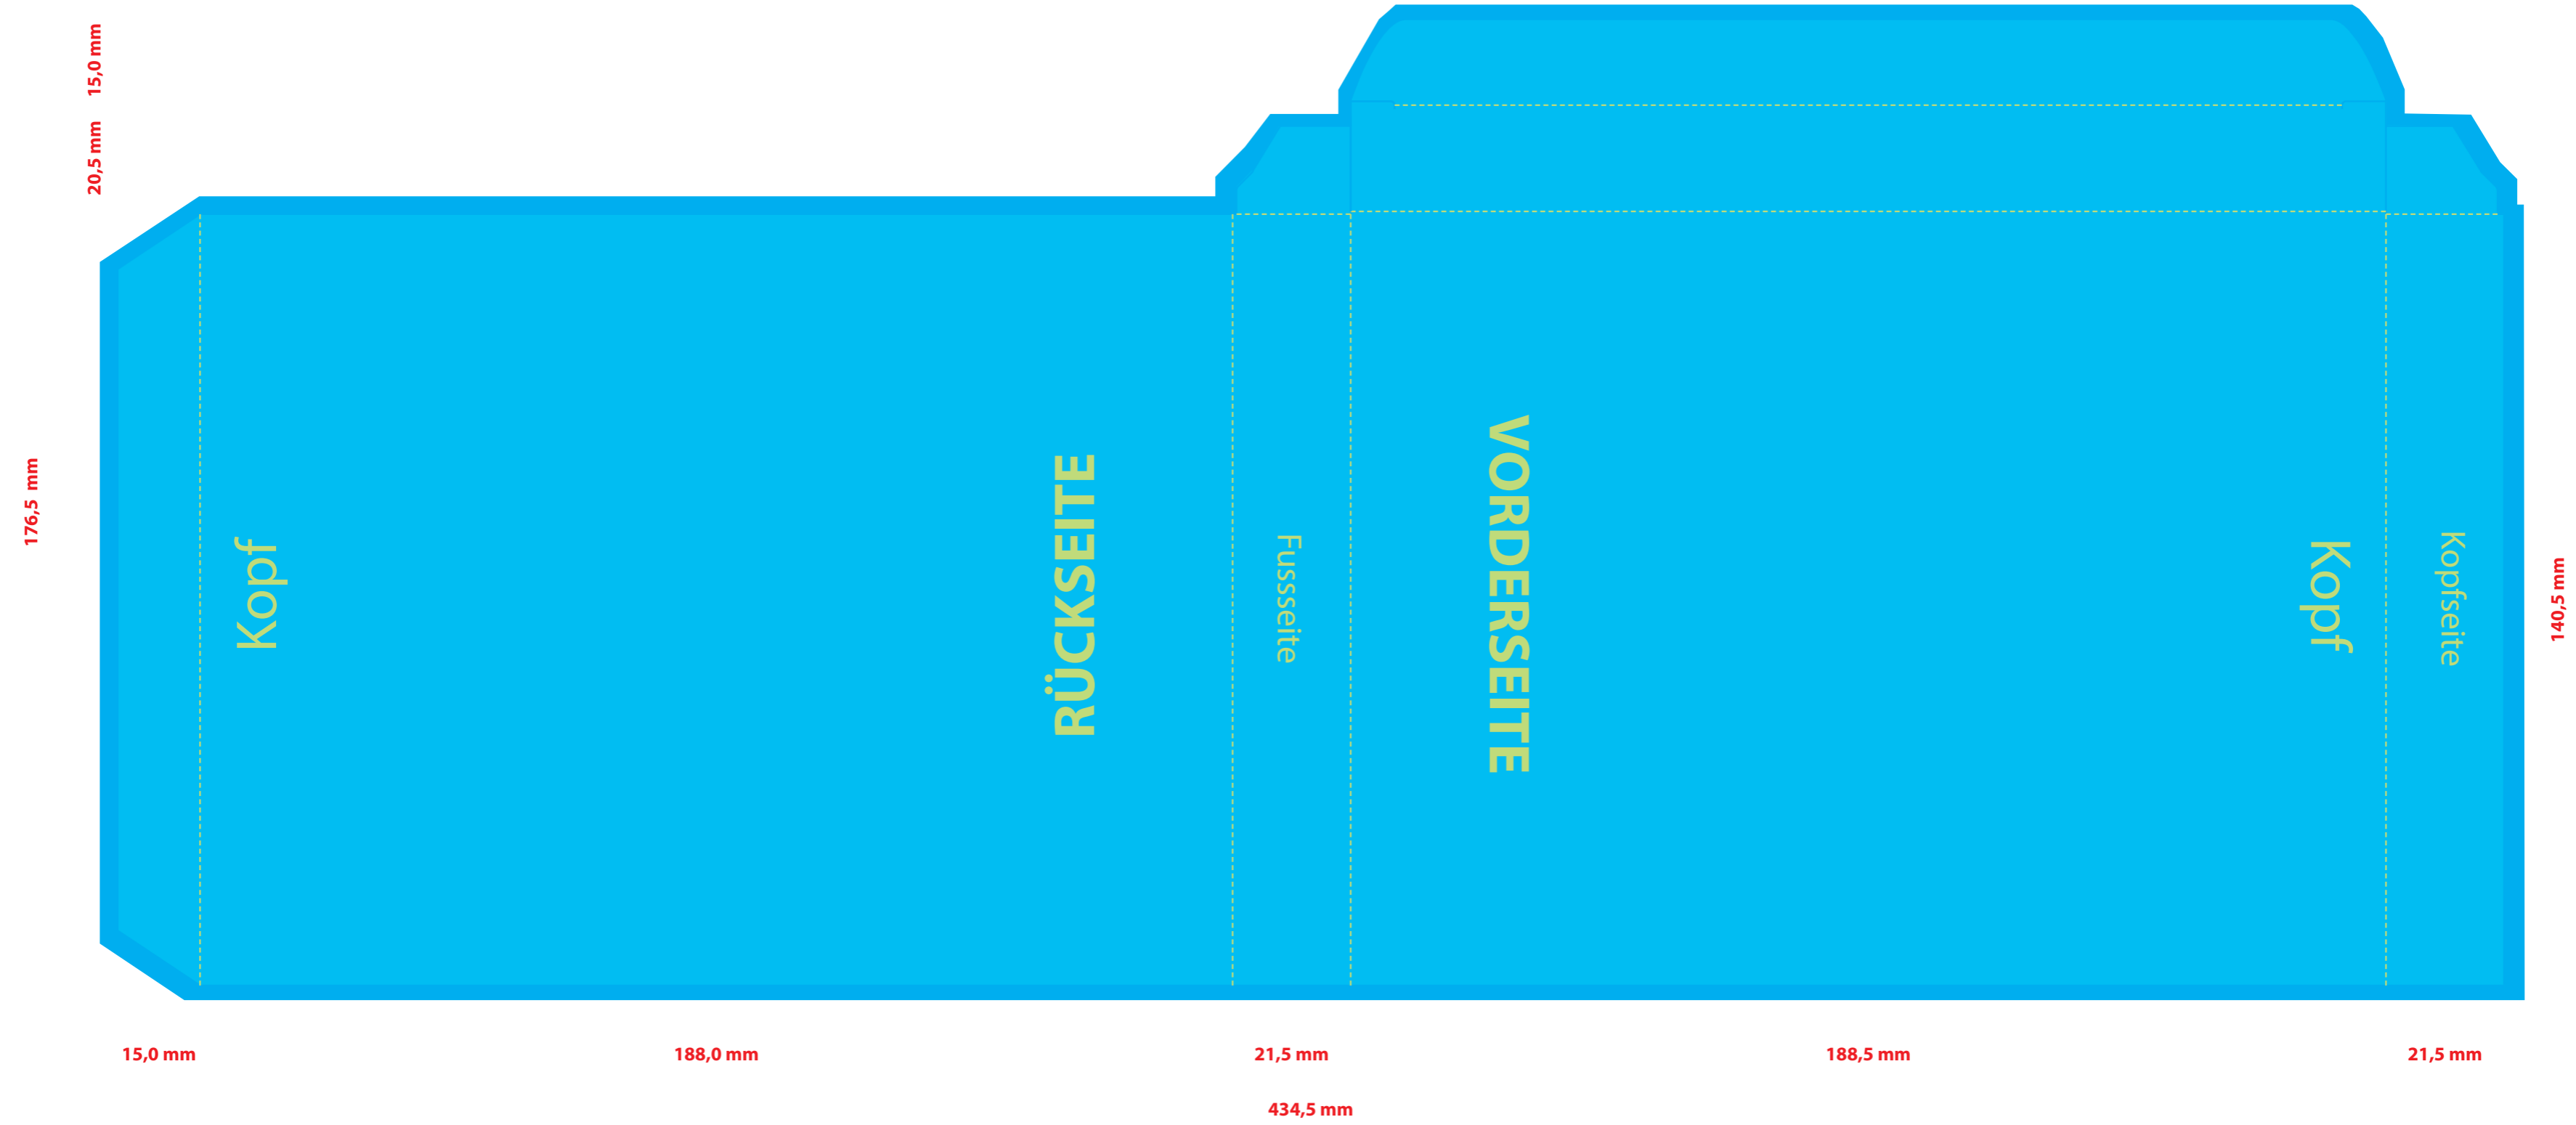 15,0 mm
20,5 mm
176,5 mm
Kopf
RÜCKSEITE
Fussseite
VORDERSEITE
Kopf
Kopfseite
140,5 mm
15,0 mm
188,0 mm
21,5 mm
188,5 mm
21,5 mm
434,5 mm